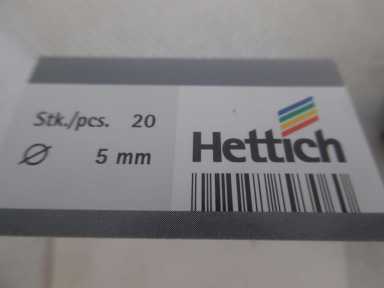 Stk./pcs. 20
Ø 5 mm
Hettich